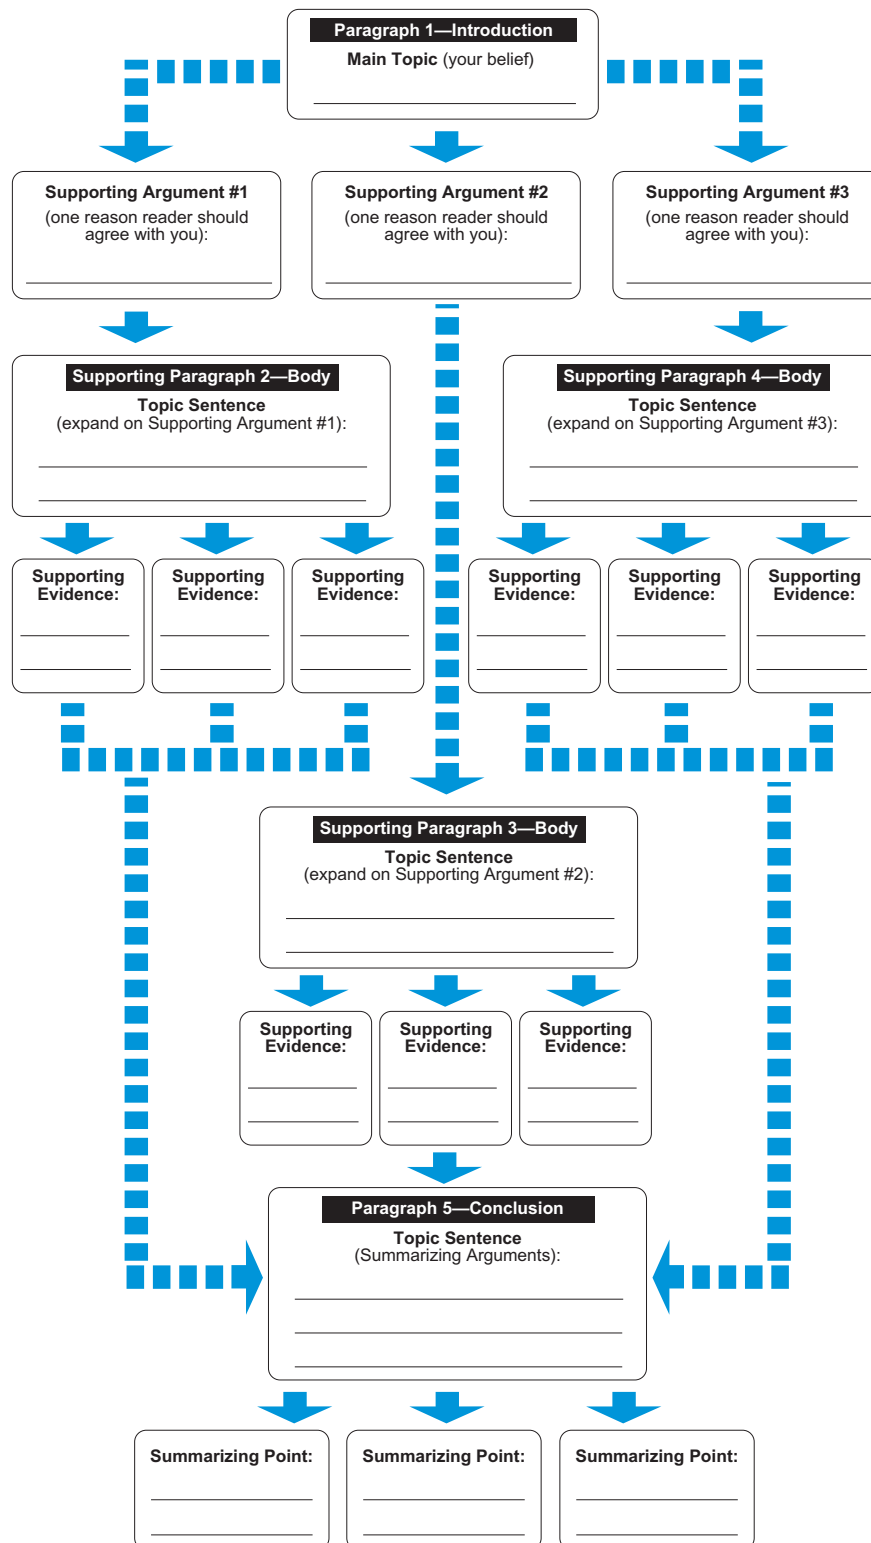 Paragraph 1—Introduction
Main Topic (your belief)
Supporting Argument #1
(one reason reader should
agree with you):
Supporting Argument #2
(one reason reader should
agree with you):
Supporting Argument #3
(one reason reader should
agree with you):
Supporting Paragraph 2—Body
Topic Sentence
(expand on Supporting Argument #1):
Supporting Paragraph 4—Body
Topic Sentence
(expand on Supporting Argument #3):
Supporting
Evidence:
Supporting
Evidence:
Supporting
Evidence:
Supporting
Evidence:
Supporting
Evidence:
Supporting
Evidence:
Supporting Paragraph 3—Body
Topic Sentence
(expand on Supporting Argument #2):
Supporting
Evidence:
Supporting
Evidence:
Supporting
Evidence:
Paragraph 5—Conclusion
Topic Sentence
(Summarizing Arguments):
Summarizing Point:
Summarizing Point:
Summarizing Point: